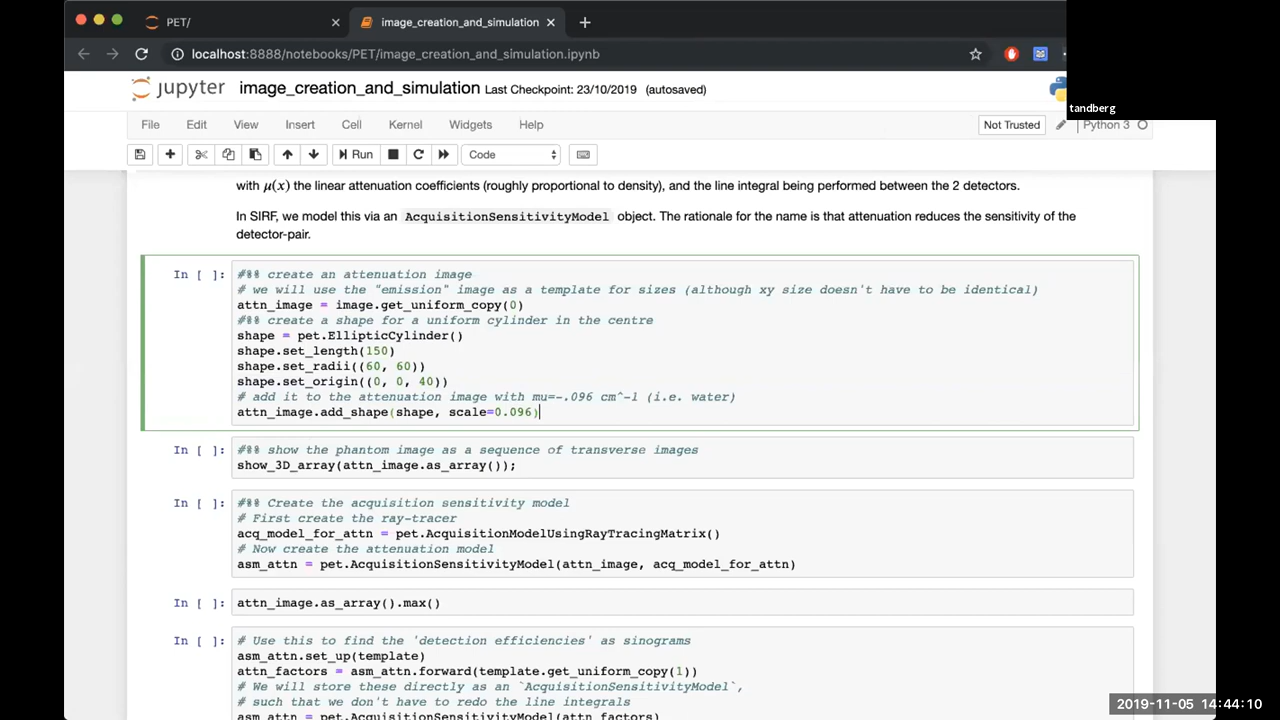 PET/
image_creation_and_simulation
localhost:8888/notebooks/PET/image_creation_and_simulation.ipynb
tandberg
jupyter image_creation_and_simulation Last Checkpoint: 23/10/2019 (autosaved)
File Edit View Insert Cell Kernel Widgets Help Not Trusted Python 3
Run Code
with μ(x) the linear attenuation coefficients (roughly proportional to density), and the line integral being performed between the 2 detectors.
In SIRF, we model this via an AcquisitionSensitivityModel object. The rationale for the name is that attenuation reduces the sensitivity of the
detector-pair.
In [ ]: #%% create an attenuation image
# we will use the "emission" image as a template for sizes (although xy size doesn't have to be identical)
attn_image = image.get_uniform_copy(0)
#%% create a shape for a uniform cylinder in the centre
shape = pet.EllipticCylinder()
shape.set_length(150)
shape.set_radii((60, 60))
shape.set_origin((0, 0, 40))
# add it to the attenuation image with mu=-.096 cm^-1 (i.e. water)
attn_image.add_shape(shape, scale=0.096)
In [ ]: #%% show the phantom image as a sequence of transverse images
show_3D_array(attn_image.as_array());
In [ ]: #%% Create the acquisition sensitivity model
# First create the ray-tracer
acq_model_for_attn = pet.AcquisitionModelUsingRayTracingMatrix()
# Now create the attenuation model
asm_attn = pet.AcquisitionSensitivityModel(attn_image, acq_model_for_attn)
In [ ]: attn_image.as_array().max()
In [ ]: # Use this to find the 'detection efficiencies' as sinograms
asm_attn.set_up(template)
attn_factors = asm_attn.forward(template.get_uniform_copy(1))
# We will store these directly as an `AcquisitionSensitivityModel`,
# such that we don't have to redo the line integrals
asm_attn = pet.AcquisitionSensitivityModel(attn_factors)
2019-11-05 14:44:10